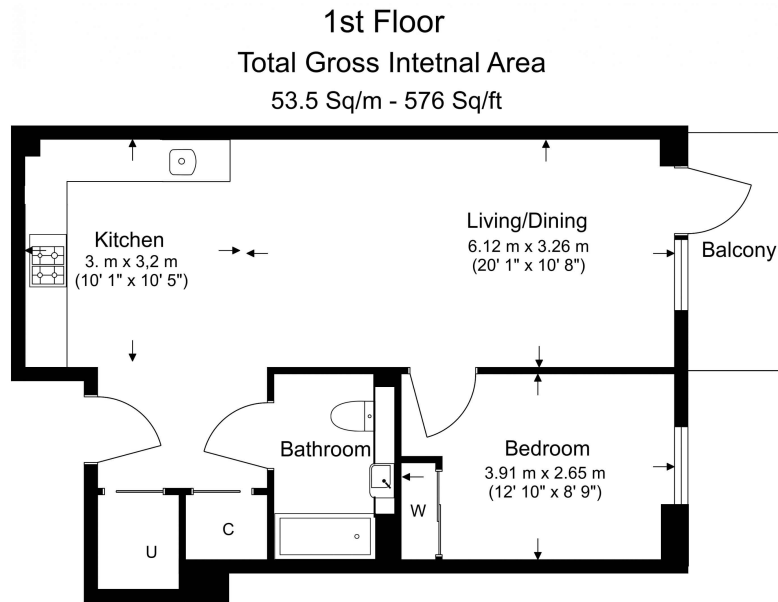 1st Floor
Total Gross Intetnal Area
53.5 Sq/m - 576 Sq/ft
Kitchen
3. m x 3,2 m
(10' 1" x 10' 5")
Living/Dining
6.12 m x 3.26 m
(20' 1" x 10' 8")
Balcony
Bathroom
Bedroom
3.91 m x 2.65 m
(12' 10" x 8' 9")
W
C
U